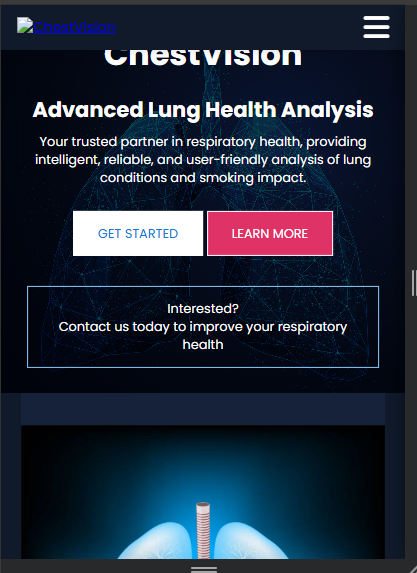 ChestVision
ChestVision
Advanced Lung Health Analysis
Your trusted partner in respiratory health, providing
intelligent, reliable, and user-friendly analysis of lung
conditions and smoking impact.
GET STARTED
LEARN MORE
Interested?
Contact us today to improve your respiratory
health